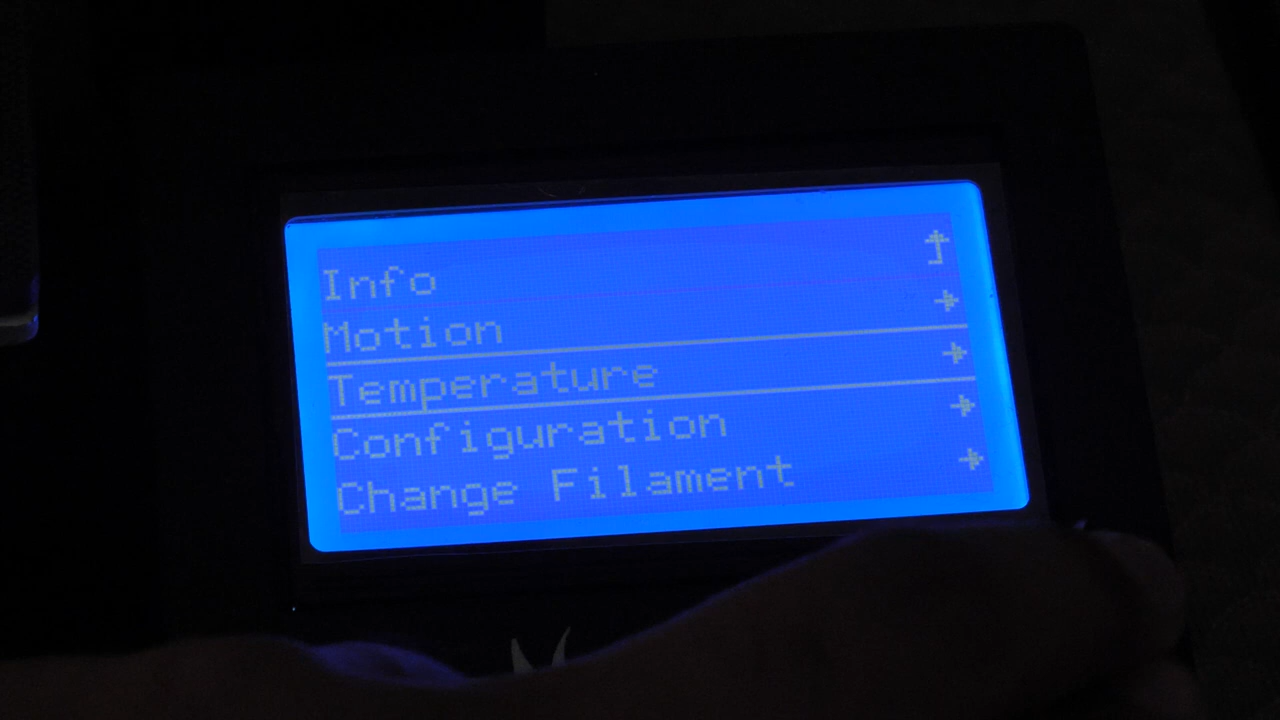 Info
Motion
Temperature
Configuration
Change Filament